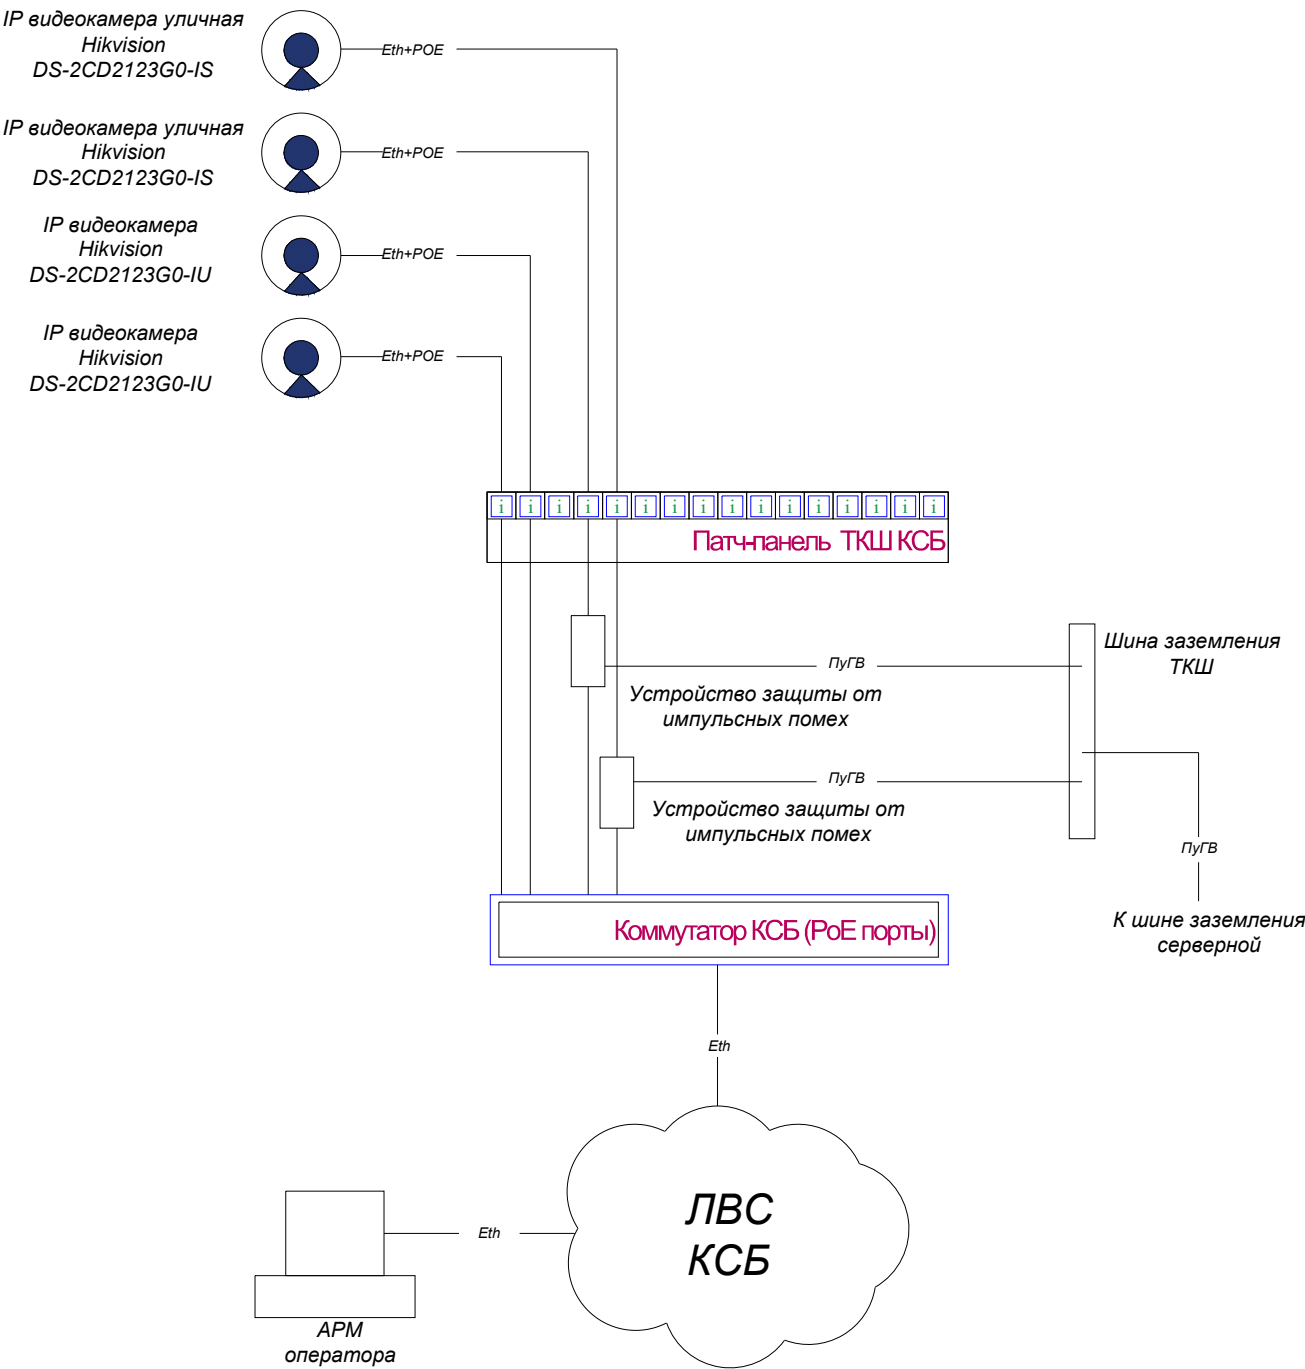 IP видеокамера уличная
Hikvision
DS-2CD2123G0-IS
Eth+POE
IP видеокамера уличная
Hikvision
DS-2CD2123G0-IS
Eth+POE
IP видеокамера
Hikvision
DS-2CD2123G0-IU
Eth+POE
IP видеокамера
Hikvision
DS-2CD2123G0-IU
Eth+POE
i i i i i i i i i i i i i i i i
Патч-панель ТКШ КСБ
ПуГВ
Шина заземления
ТКШ
Устройство защиты от
импульсных помех
ПуГВ
Устройство защиты от
импульсных помех
ПуГВ
К шине заземления
серверной
Коммутатор КСБ (PoE порты)
Eth
ЛВС
КСБ
Eth
АРМ
оператора